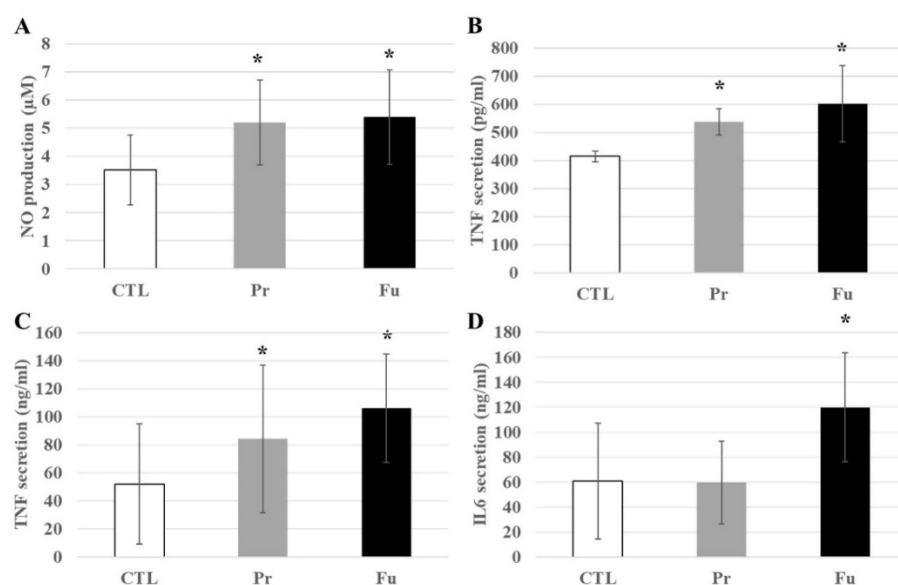 A
NO production (µM)
8
7
6
5
4
3
2
1
0
*
*
CTL
Pr
Fu
B
TNF secretion (pg/ml)
800
700
600
500
400
300
200
100
0
*
*
CTL
Pr
Fu
C
TNF secretion (ng/ml)
160
140
120
100
80
60
40
20
0
*
*
CTL
Pr
Fu
D
IL6 secretion (ng/ml)
180
160
140
120
100
80
60
40
20
0
*
CTL
Pr
Fu